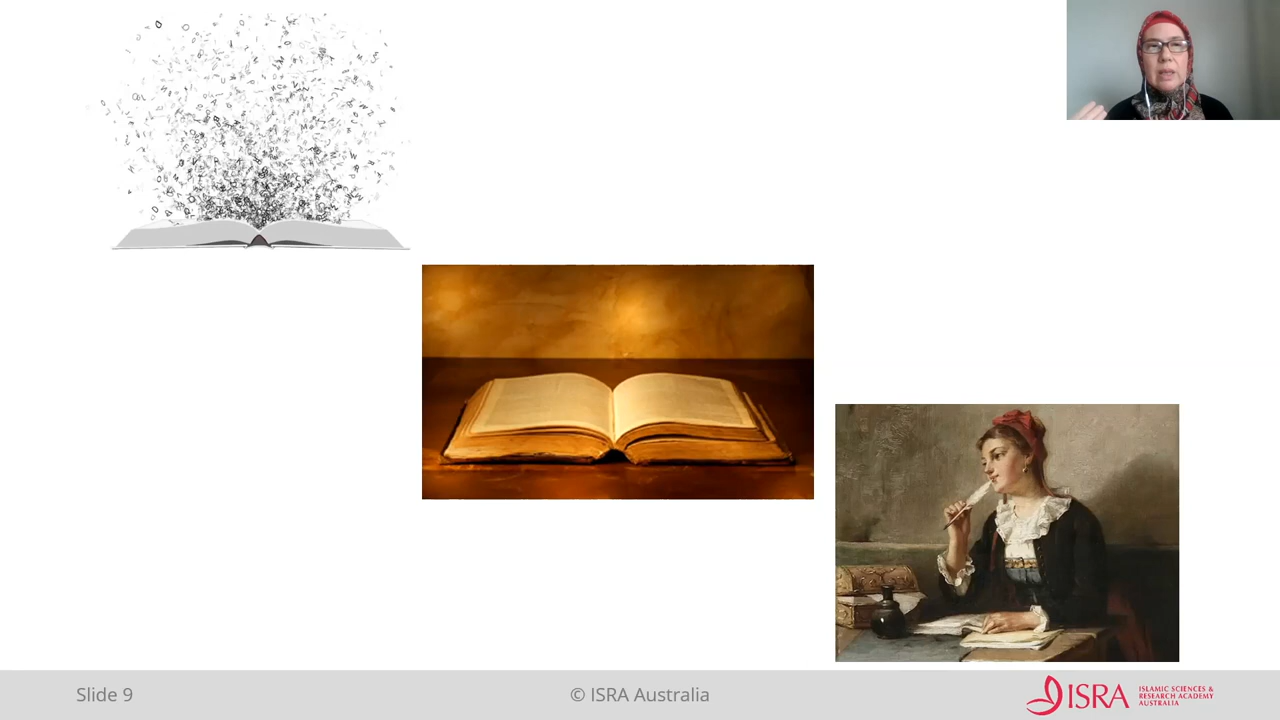 Slide 9
© ISRA Australia
ISRA
ISLAMIC SCIENCES &
RESEARCH ACADEMY
AUSTRALIA